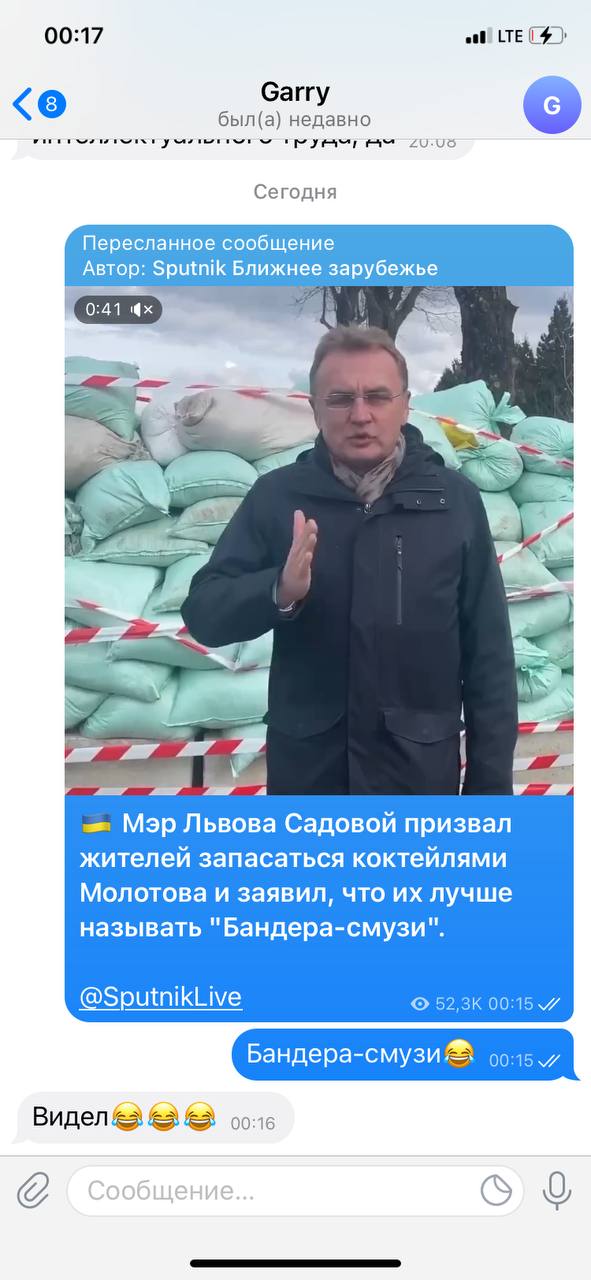 00:17
LTE
8
Garry
был(а) недавно
G
интеллектуального труда, да 20:08
Сегодня
Пересланное сообщение
Автор: Sputnik Ближнее зарубежье
0:41
🇺🇦 Мэр Львова Садовой призвал
жителей запасаться коктейлями
Молотова и заявил, что их лучше
называть "Бандера-смузи".
@SputnikLive
52,3K 00:15
Бандера-смузи😂 00:15
Видел😂😂😂 00:16
Сообщение...